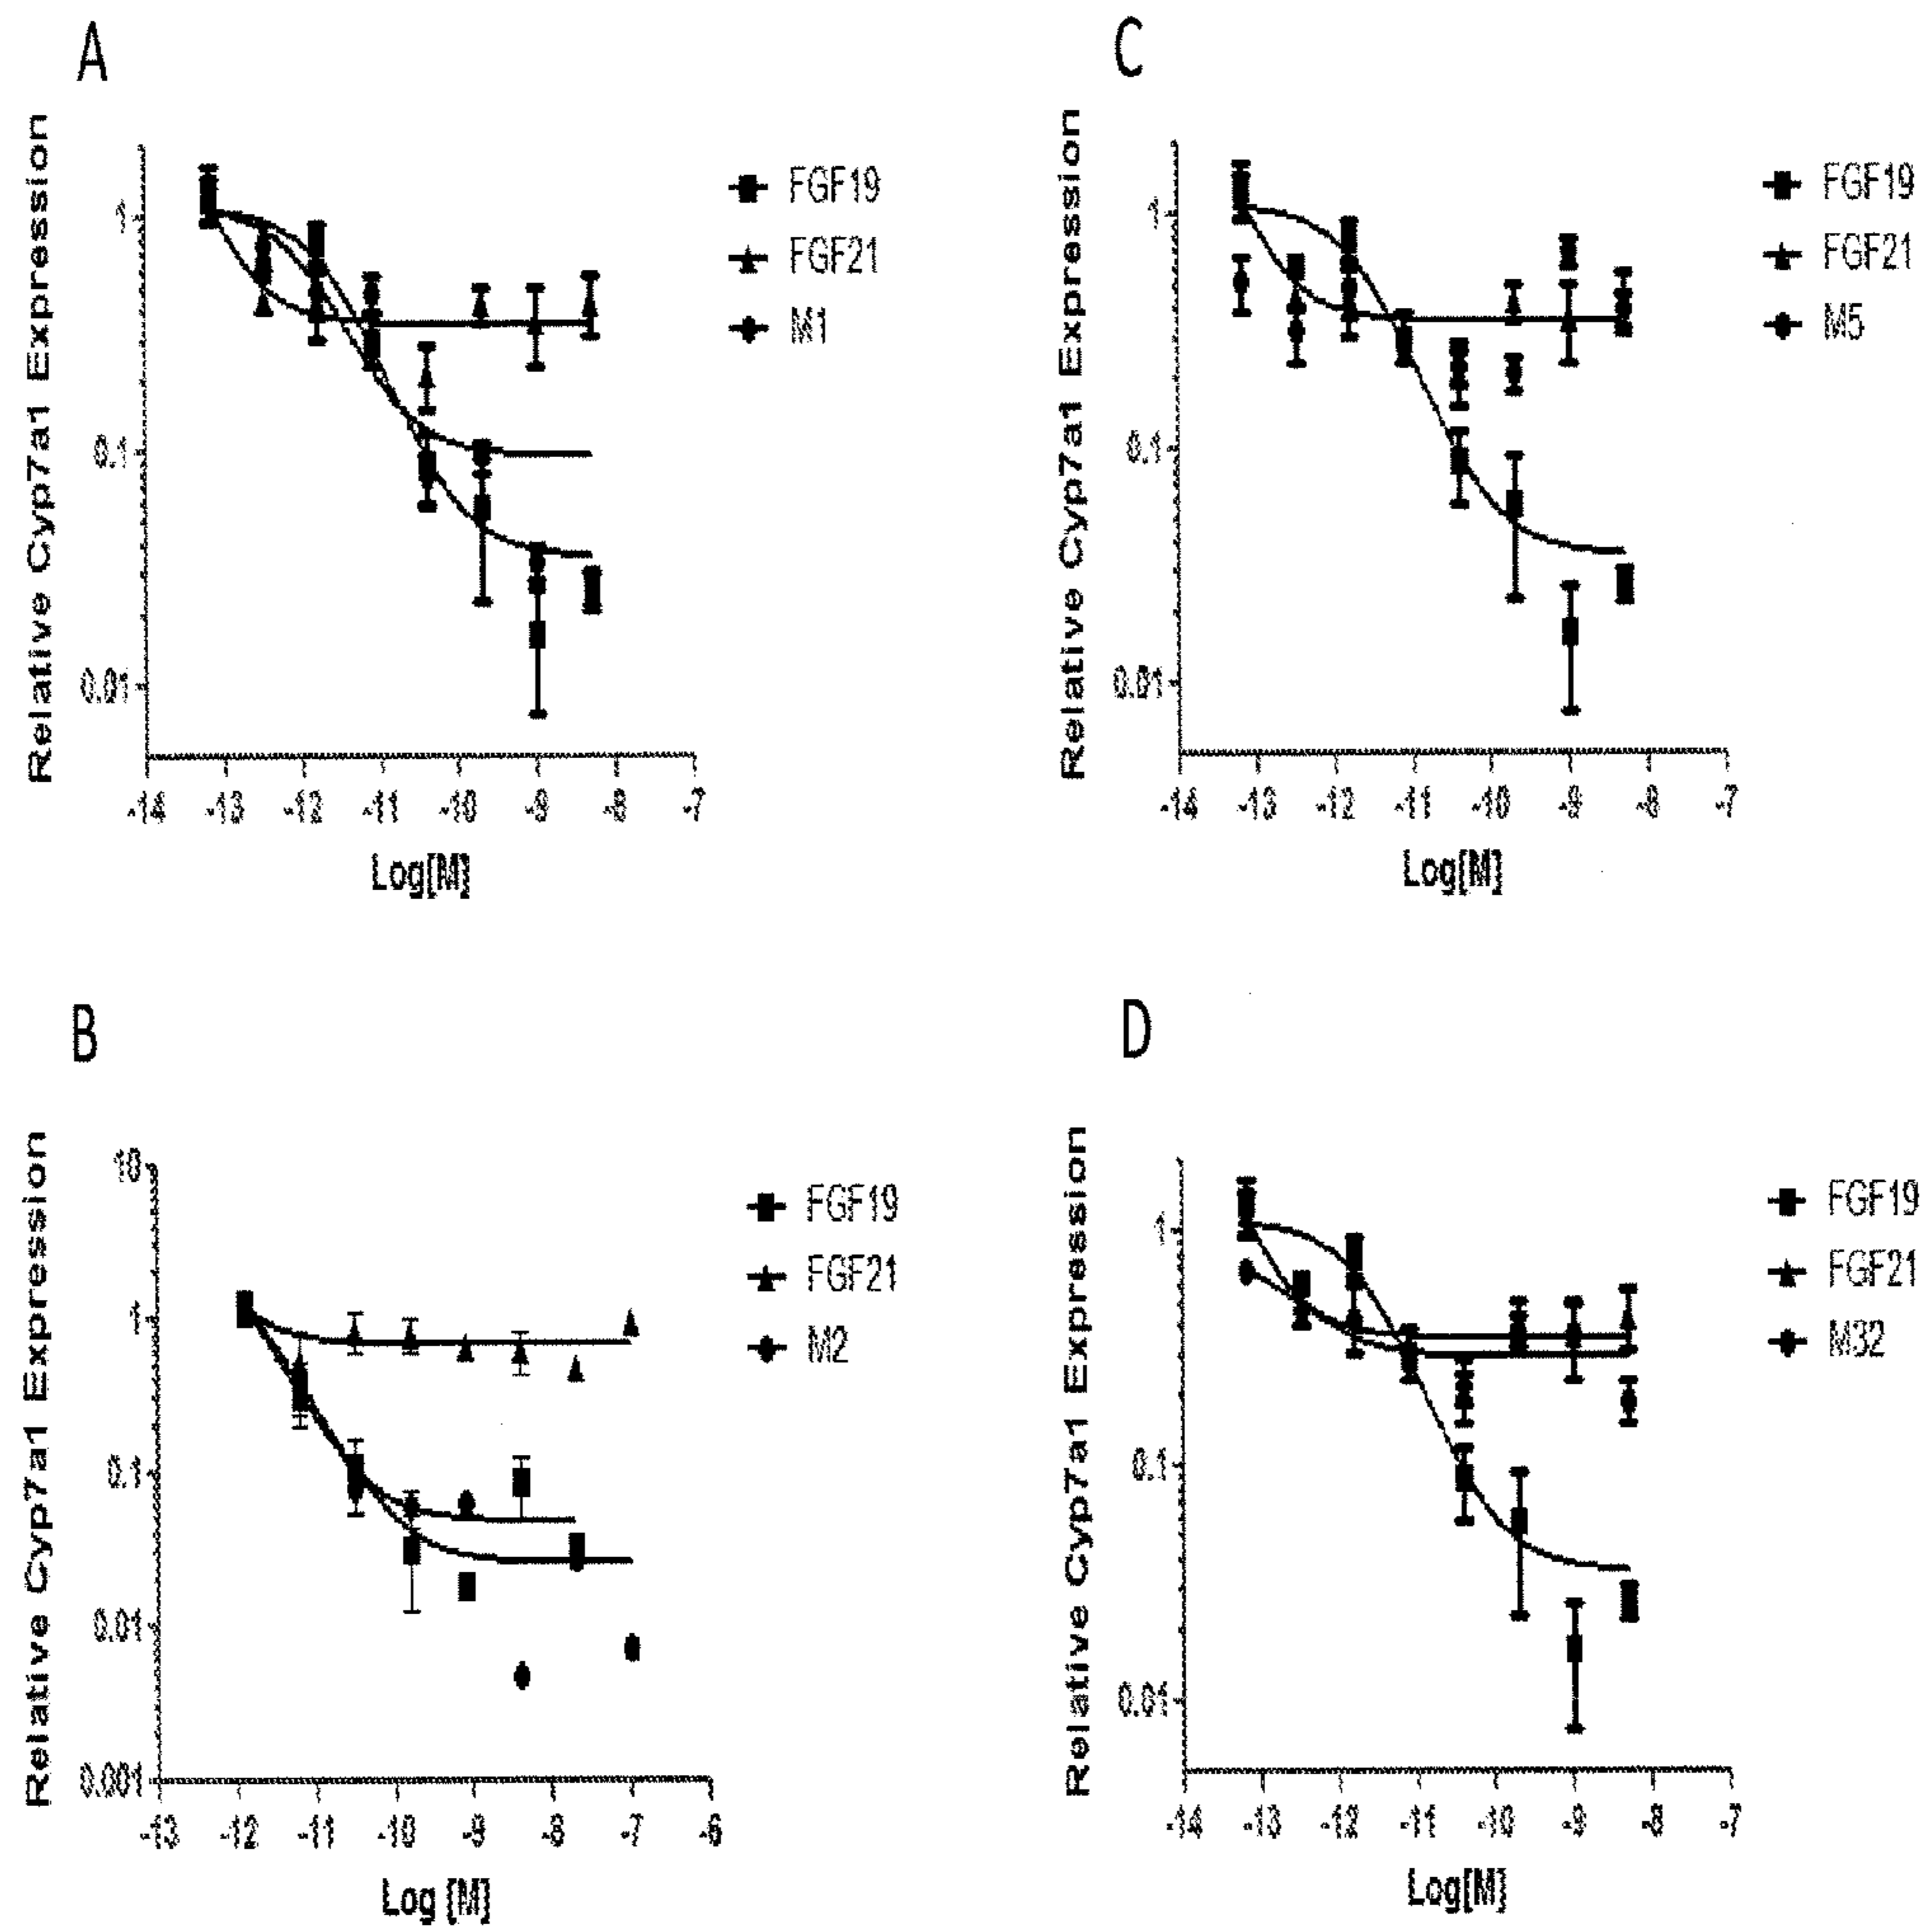 A
Relative Cyp7a1 Expression
1
0.1
0.01
-14 -13 -12 -11 -10 -9 -8 -7
Log[M]
FGF19
FGF21
M1
C
Relative Cyp7a1 Expression
1
0.1
0.01
-14 -13 -12 -11 -10 -9 -8 -7
Log[M]
FGF19
FGF21
M5
B
Relative Cyp7a1 Expression
10
1
0.1
0.01
0.001
-13 -12 -11 -10 -9 -8 -7 -6
Log [M]
FGF19
FGF21
M2
D
Relative Cyp7a1 Expression
1
0.1
0.01
-14 -13 -12 -11 -10 -9 -8 -7
Log[M]
FGF19
FGF21
M32